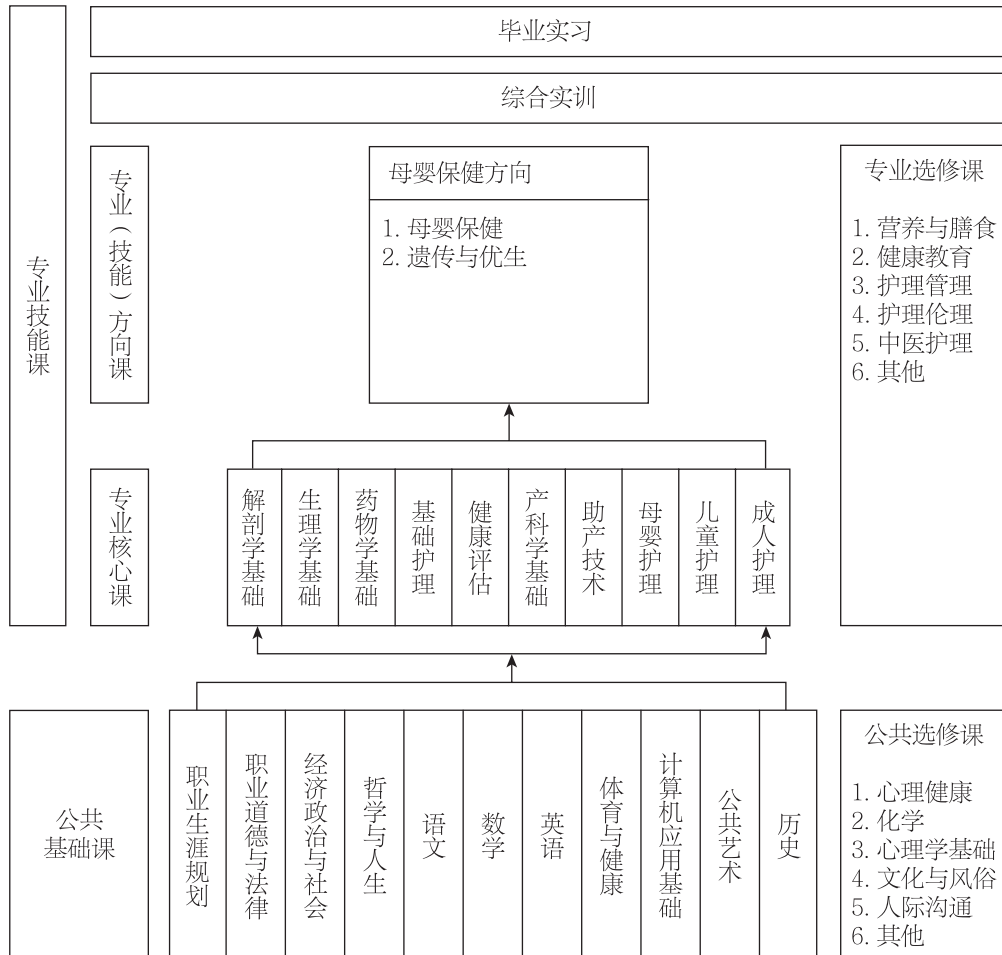 毕业实习
综合实训
专业技能课
专业（技能）方向课
母婴保健方向
1. 母婴保健
2. 遗传与优生
专业选修课
1. 营养与膳食
2. 健康教育
3. 护理管理
4. 护理伦理
5. 中医护理
6. 其他
专业核心课
解剖学基础
生理学基础
药物学基础
基础护理
健康评估
产科学基础
助产技术
母婴护理
儿童护理
成人护理
公共
基础课
职业生涯规划
职业道德与法律
经济政治与社会
哲学与人生
语文
数学
英语
体育与健康
计算机应用基础
公共艺术
历史
公共选修课
1. 心理健康
2. 化学
3. 心理学基础
4. 文化与风俗
5. 人际沟通
6. 其他